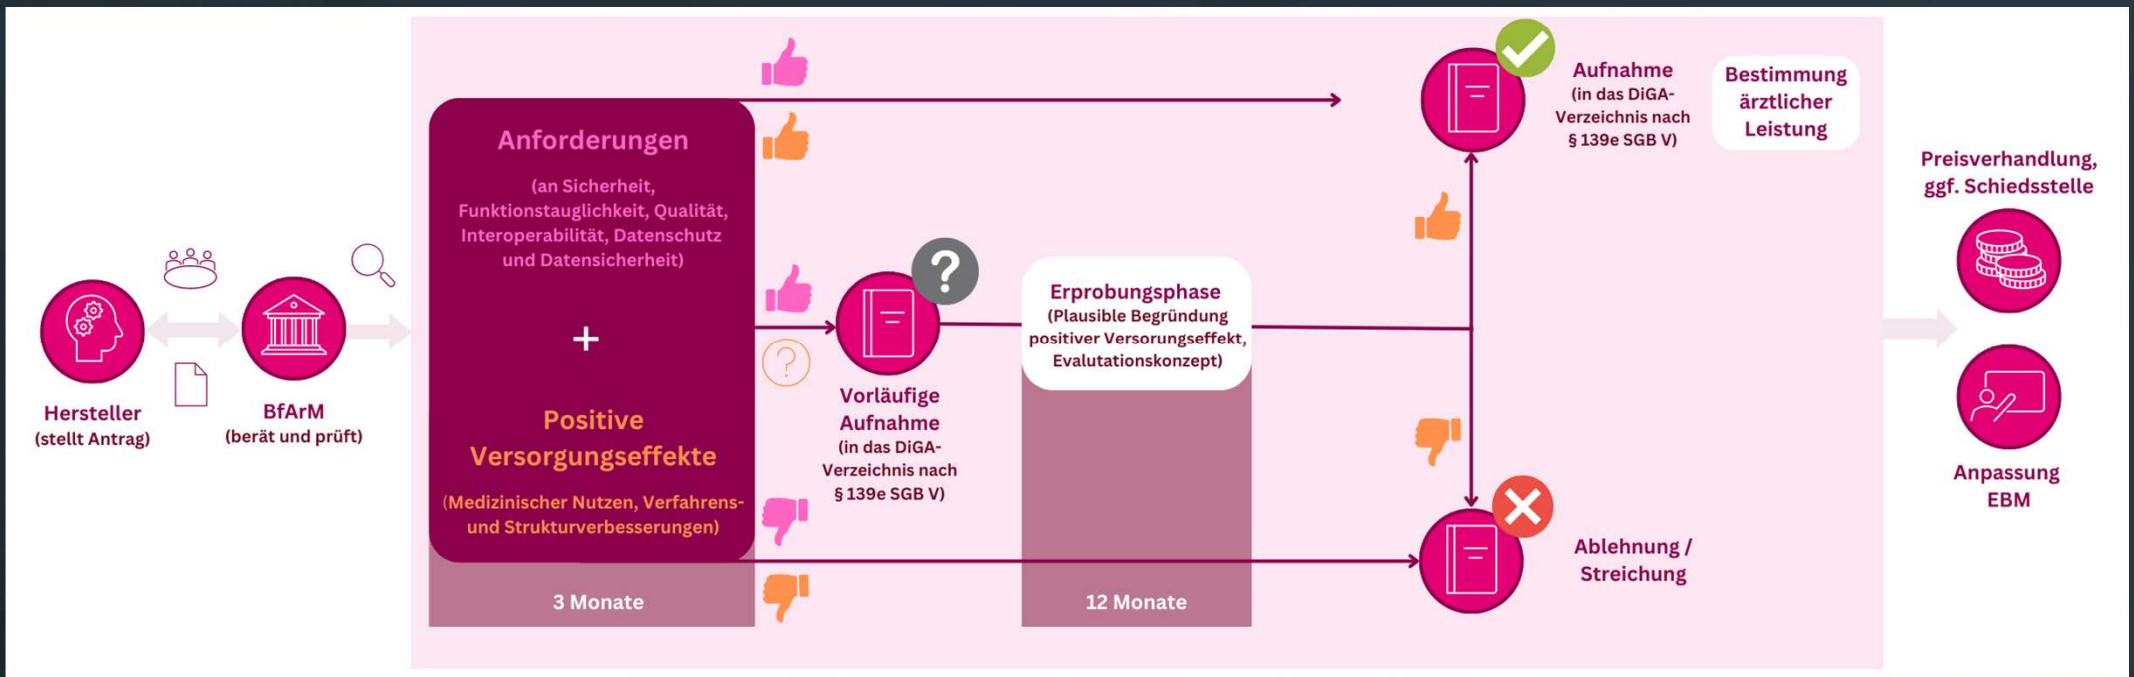 Hersteller
(stellt Antrag)
BfArM
(berät und prüft)
Anforderungen
(an Sicherheit,
Funktionstauglichkeit, Qualität,
Interoperabilität, Datenschutz
und Datensicherheit)
+
Positive
Versorgungseffekte
(Medizinischer Nutzen, Verfahrens-
und Strukturverbesserungen)
3 Monate
?
?
Vorläufige
Aufnahme
(in das DiGA-
Verzeichnis nach
§ 139e SGB V)
Erprobungsphase
(Plausible Begründung
positiver Versorungseffekt,
Evalutationskonzept)
12 Monate
Aufnahme
(in das DiGA-
Verzeichnis nach
§ 139e SGB V)
Bestimmung
ärztlicher
Leistung
Ablehnung /
Streichung
Preisverhandlung,
ggf. Schiedsstelle
Anpassung
EBM